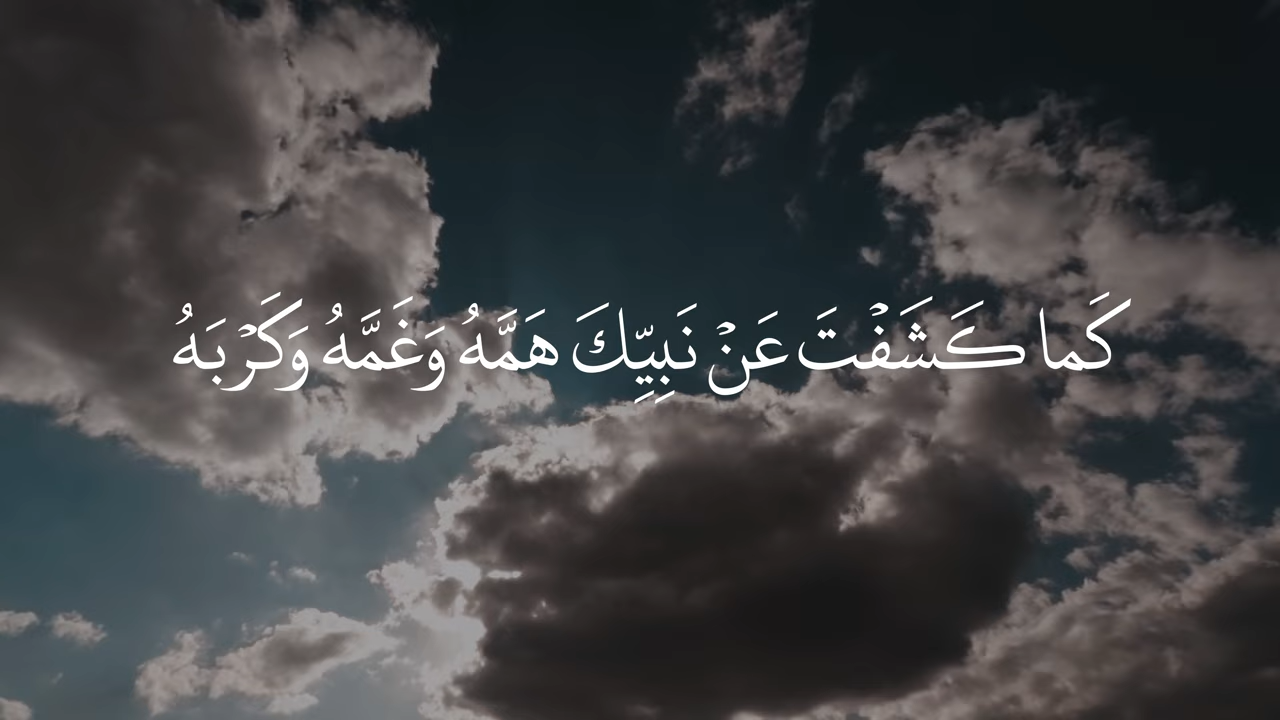 كَما كَشَفْتَ عَنْ نَبِيِّكَ هَمَّهُ وَغَمَّهُ وَكَرْبَهُ